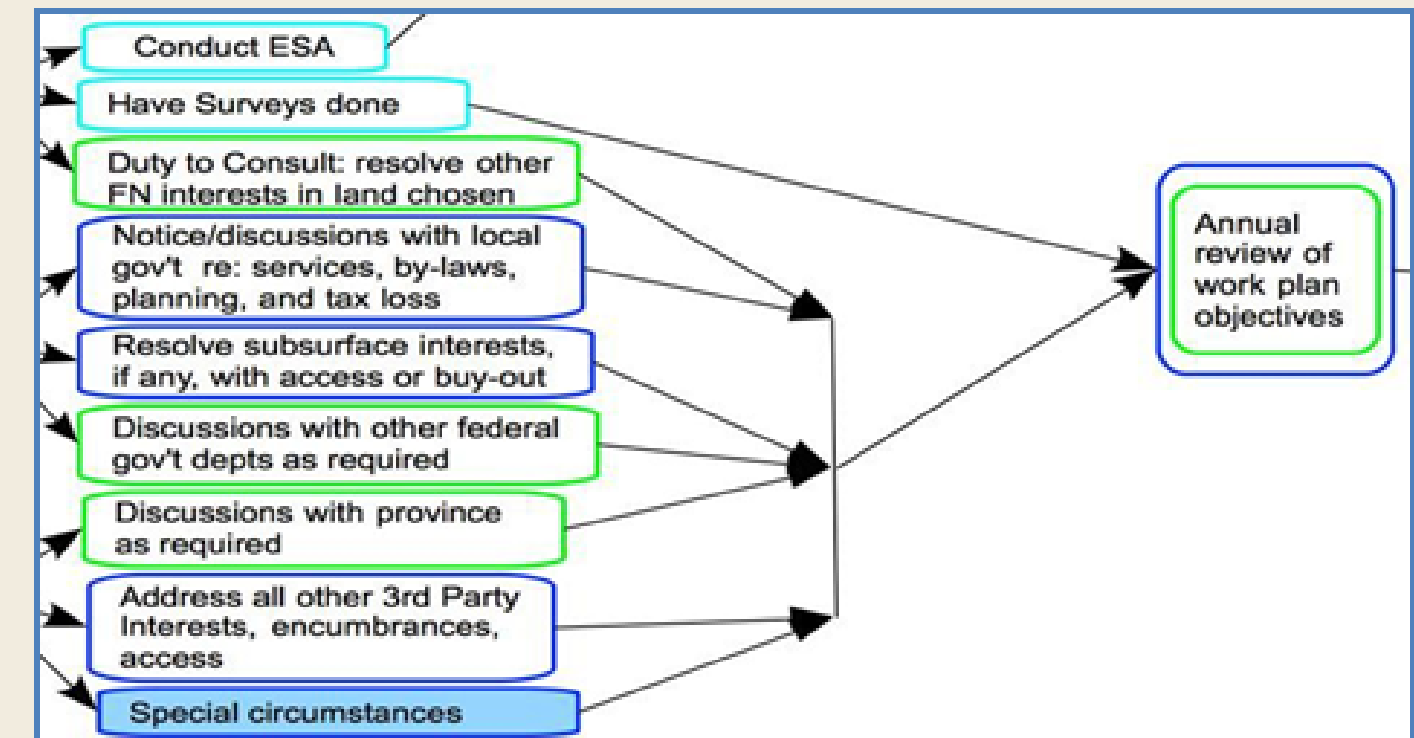 Conduct ESA
Have Surveys done
Duty to Consult: resolve other
FN interests in land chosen
Notice/discussions with local
gov't re: services, by-laws,
planning, and tax loss
Resolve subsurface interests,
if any, with access or buy-out
Discussions with other federal
gov't depts as required
Discussions with province
as required
Address all other 3rd Party
Interests, encumbrances,
access
Special circumstances
Annual
review of
work plan
objectives